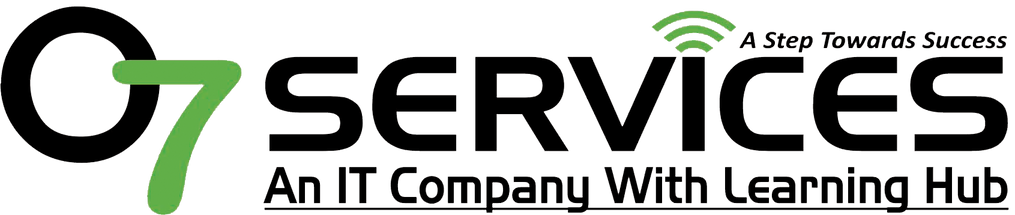 A Step Towards Success
O7 SERVICES
An IT Company With Learning Hub